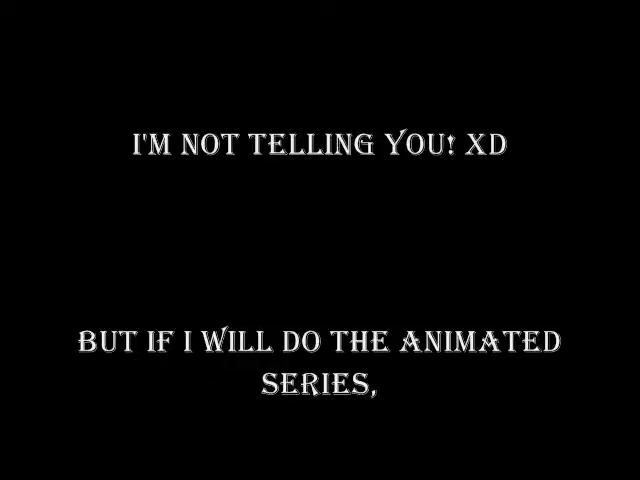 I'M NOT TELLING YOU! XD
BUT IF I WILL DO THE ANIMATED
SERIES,